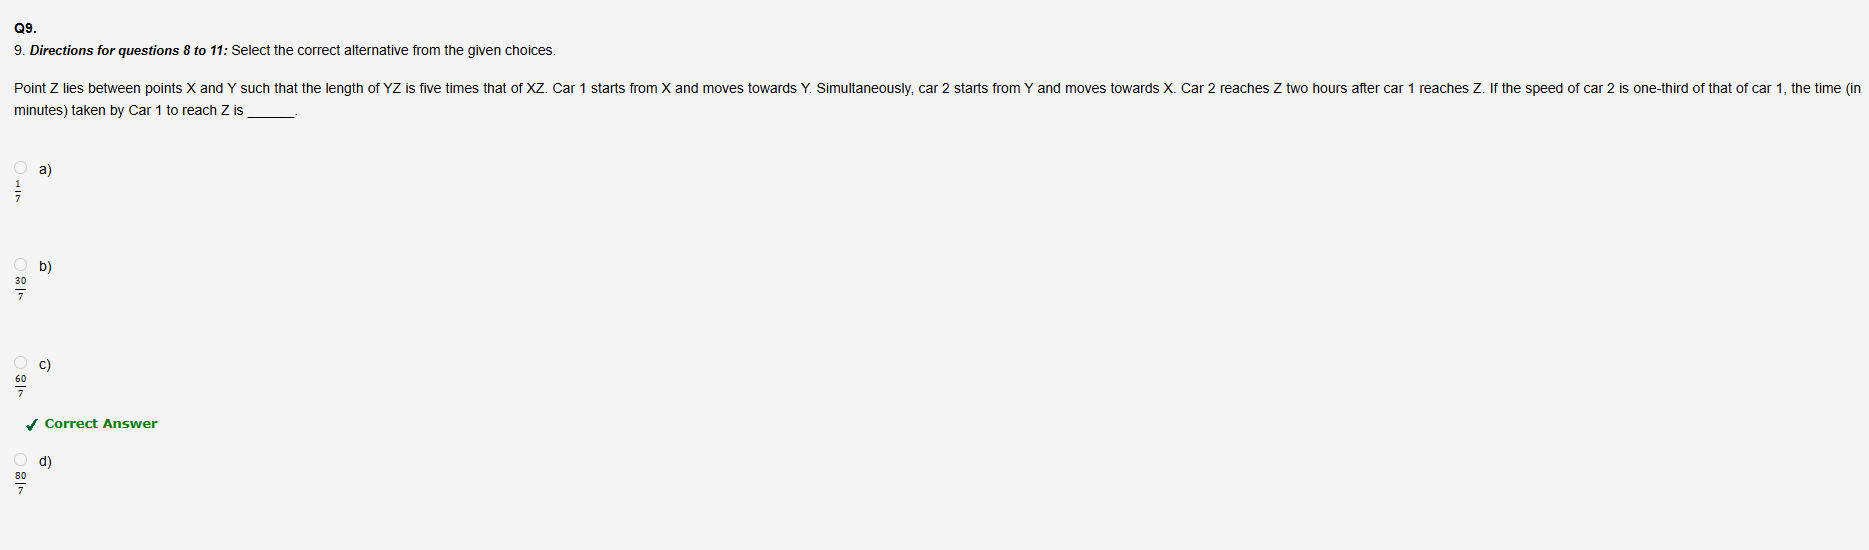 Q9.
9. Directions for questions 8 to 11: Select the correct alternative from the given choices.
Point Z lies between points X and Y such that the length of YZ is five times that of XZ. Car 1 starts from X and moves towards Y. Simultaneously, car 2 starts from Y and moves towards X. Car 2 reaches Z two hours after car 1 reaches Z. If the speed of car 2 is one-third of that of car 1, the time (in
minutes) taken by Car 1 to reach Z is ______.
a)
1
7
b)
30
7
c)
60
7
✓ Correct Answer
d)
80
7